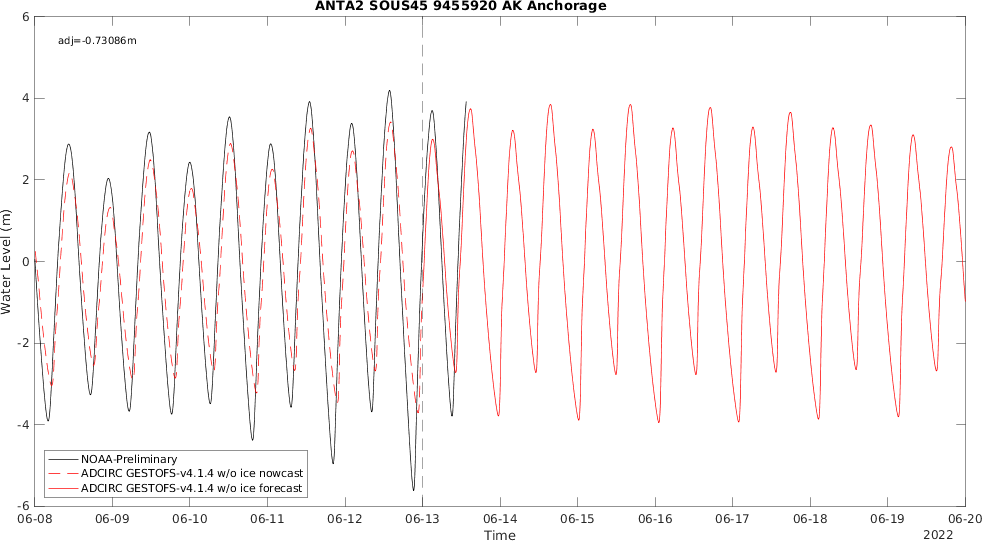 ANTA2 SOUS45 9455920 AK Anchorage
adj=-0.73086m
6
4
2
0
-2
-4
-6
Water Level (m)
NOAA-Preliminary
ADCIRC GESTOFS-v4.1.4 w/o ice nowcast
ADCIRC GESTOFS-v4.1.4 w/o ice forecast
06-08 06-09 06-10 06-11 06-12 06-13 06-14 06-15 06-16 06-17 06-18 06-19 06-20
Time
2022